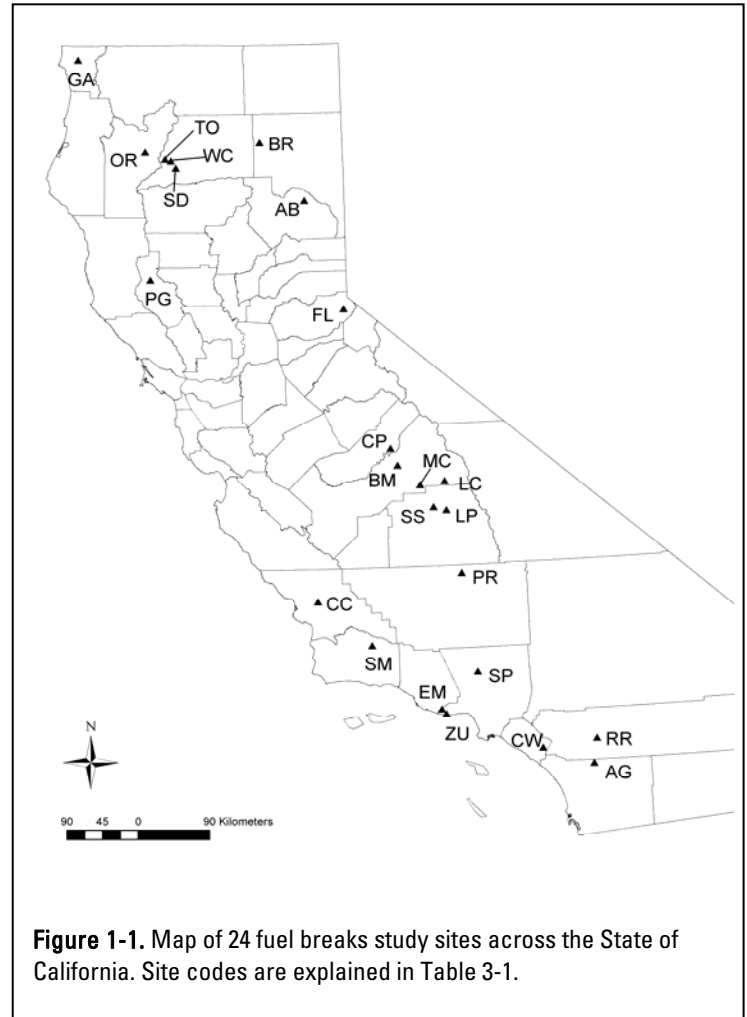 GA
TO
OR
WC
BR
SD
AB
PG
FL
CP
MC
BM
LC
SS
LP
PR
CC
SM
SP
EM
ZU
CW
RR
AG
N
90 45 0 90 Kilometers
Figure 1-1. Map of 24 fuel breaks study sites across the State of
California. Site codes are explained in Table 3-1.